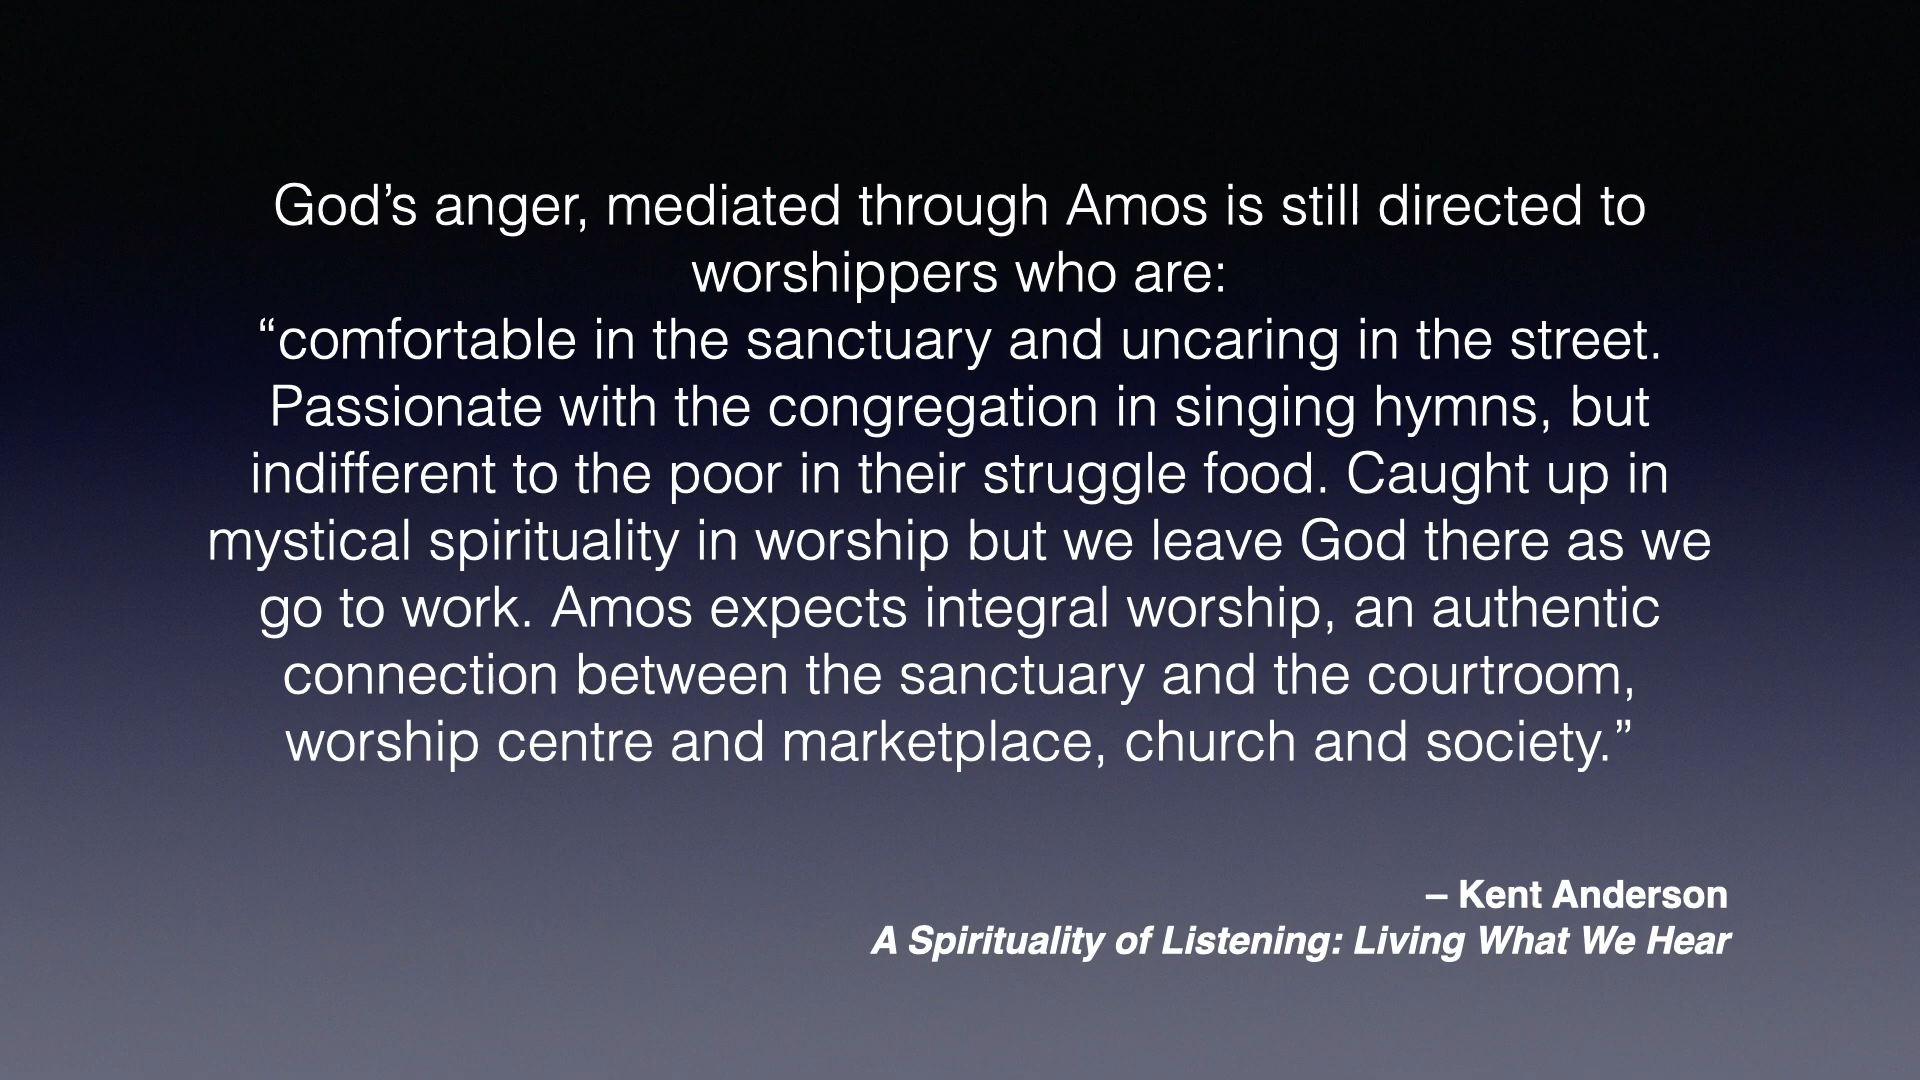 God’s anger, mediated through Amos is still directed to
worshippers who are:
“comfortable in the sanctuary and uncaring in the street.
Passionate with the congregation in singing hymns, but
indifferent to the poor in their struggle food. Caught up in
mystical spirituality in worship but we leave God there as we
go to work. Amos expects integral worship, an authentic
connection between the sanctuary and the courtroom,
worship centre and marketplace, church and society.”
– Kent Anderson
A Spirituality of Listening: Living What We Hear